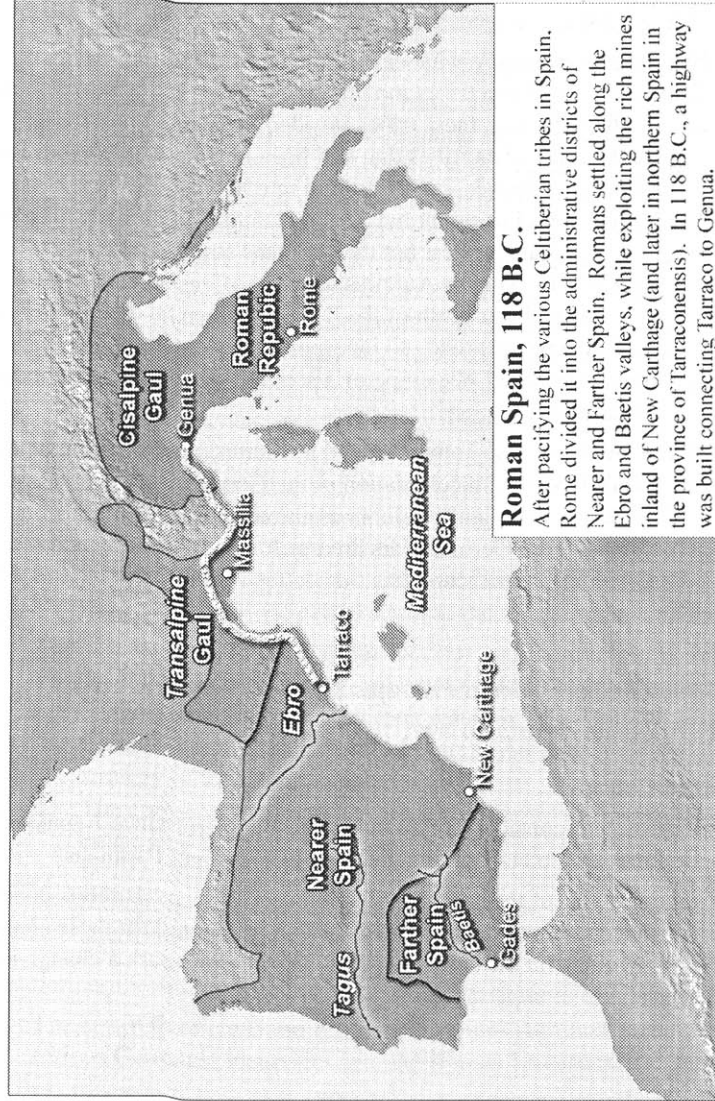 Transalpine
Gaul
Cisalpine
Gaul
Genua
Massilia
Roman
Repubic
Rome
Ebro
Tarraco
Nearer
Spain
Tagus
Farther
Spain
Baetis
Gades
New Carthage
Mediterranean
Sea
Roman Spain, 118 B.C.
After pacifying the various Celtiberian tribes in Spain,
Rome divided it into the administrative districts of
Nearer and Farther Spain. Romans settled along the
Ebro and Baetis valleys, while exploiting the rich mines
inland of New Carthage (and later in northern Spain in
the province of Tarraconensis). In 118 B.C., a highway
was built connecting Tarraco to Genua.